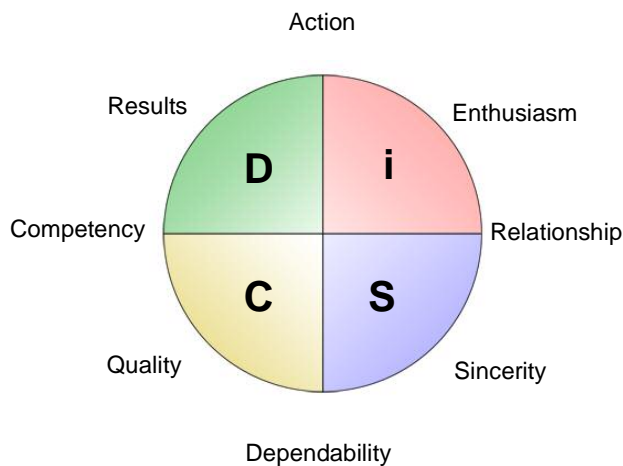 Action
Results
Enthusiasm
D
i
Competency
Relationship
C
S
Quality
Sincerity
Dependability